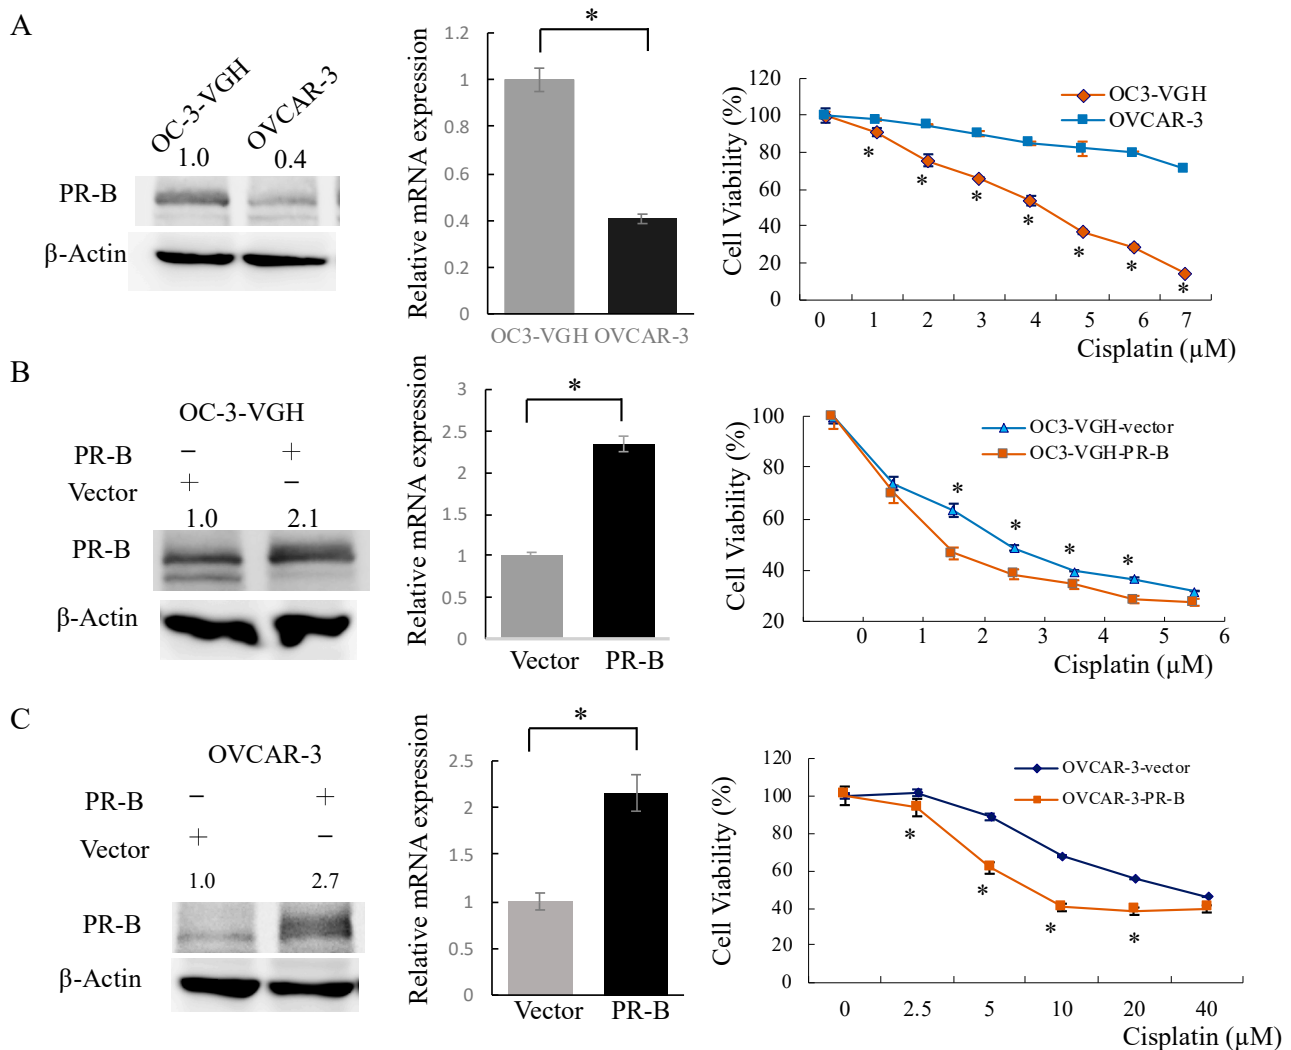 A
OC-3-VGH
OVCAR-3
1.0
0.4
PR-B
β-Actin
Relative mRNA expression
1.2
1
0.8
0.6
0.4
0.2
0
*
OC3-VGH OVCAR-3
Cell Viability (%)
120
100
80
60
40
20
0
OC3-VGH
OVCAR-3
* * * * * * *
0 1 2 3 4 5 6 7
Cisplatin (µM)
B
OC-3-VGH
PR-B − +
Vector + −
1.0 2.1
PR-B
β-Actin
Relative mRNA expression
3
2.5
2
1.5
1
0.5
0
*
Vector PR-B
Cell Viability (%)
100
80
60
40
20
OC3-VGH-vector
OC3-VGH-PR-B
* * * *
0 1 2 3 4 5 6
Cisplatin (µM)
C
OVCAR-3
PR-B − +
Vector + −
1.0 2.7
PR-B
β-Actin
Relative mRNA expression
2.5
2
1.5
1
0.5
0
*
Vector PR-B
Cell Viability (%)
120
100
80
60
40
20
0
OVCAR-3-vector
OVCAR-3-PR-B
* * * *
0 2.5 5 10 20 40
Cisplatin (µM)